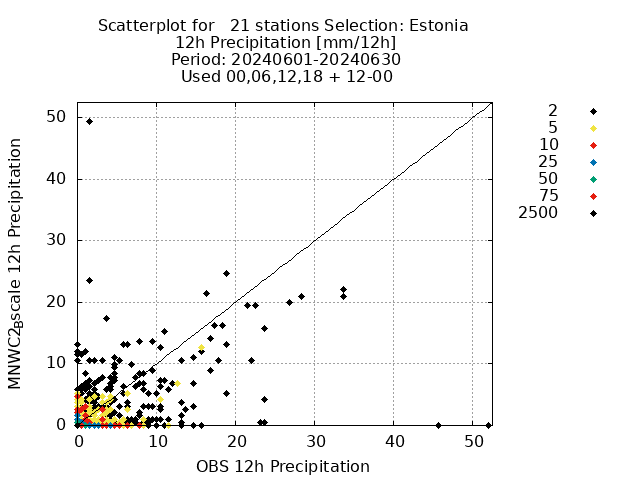 Scatterplot for   21 stations Selection: Estonia
12h Precipitation [mm/12h]
Period: 20240601-20240630
Used 00,06,12,18 + 12-00
MNWC2Bscale 12h Precipitation
50
40
30
20
10
0
0 10 20 30 40 50
OBS 12h Precipitation
2
5
10
25
50
75
2500